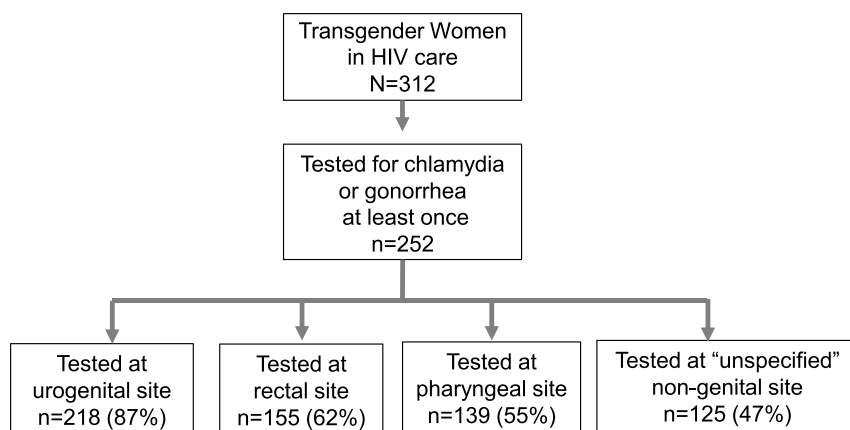 Transgender Women
in HIV care
N=312
Tested for chlamydia
or gonorrhea
at least once
n=252
Tested at
urogenital site
n=218 (87%)
Tested at
rectal site
n=155 (62%)
Tested at
pharyngeal site
n=139 (55%)
Tested at “unspecified”
non-genital site
n=125 (47%)